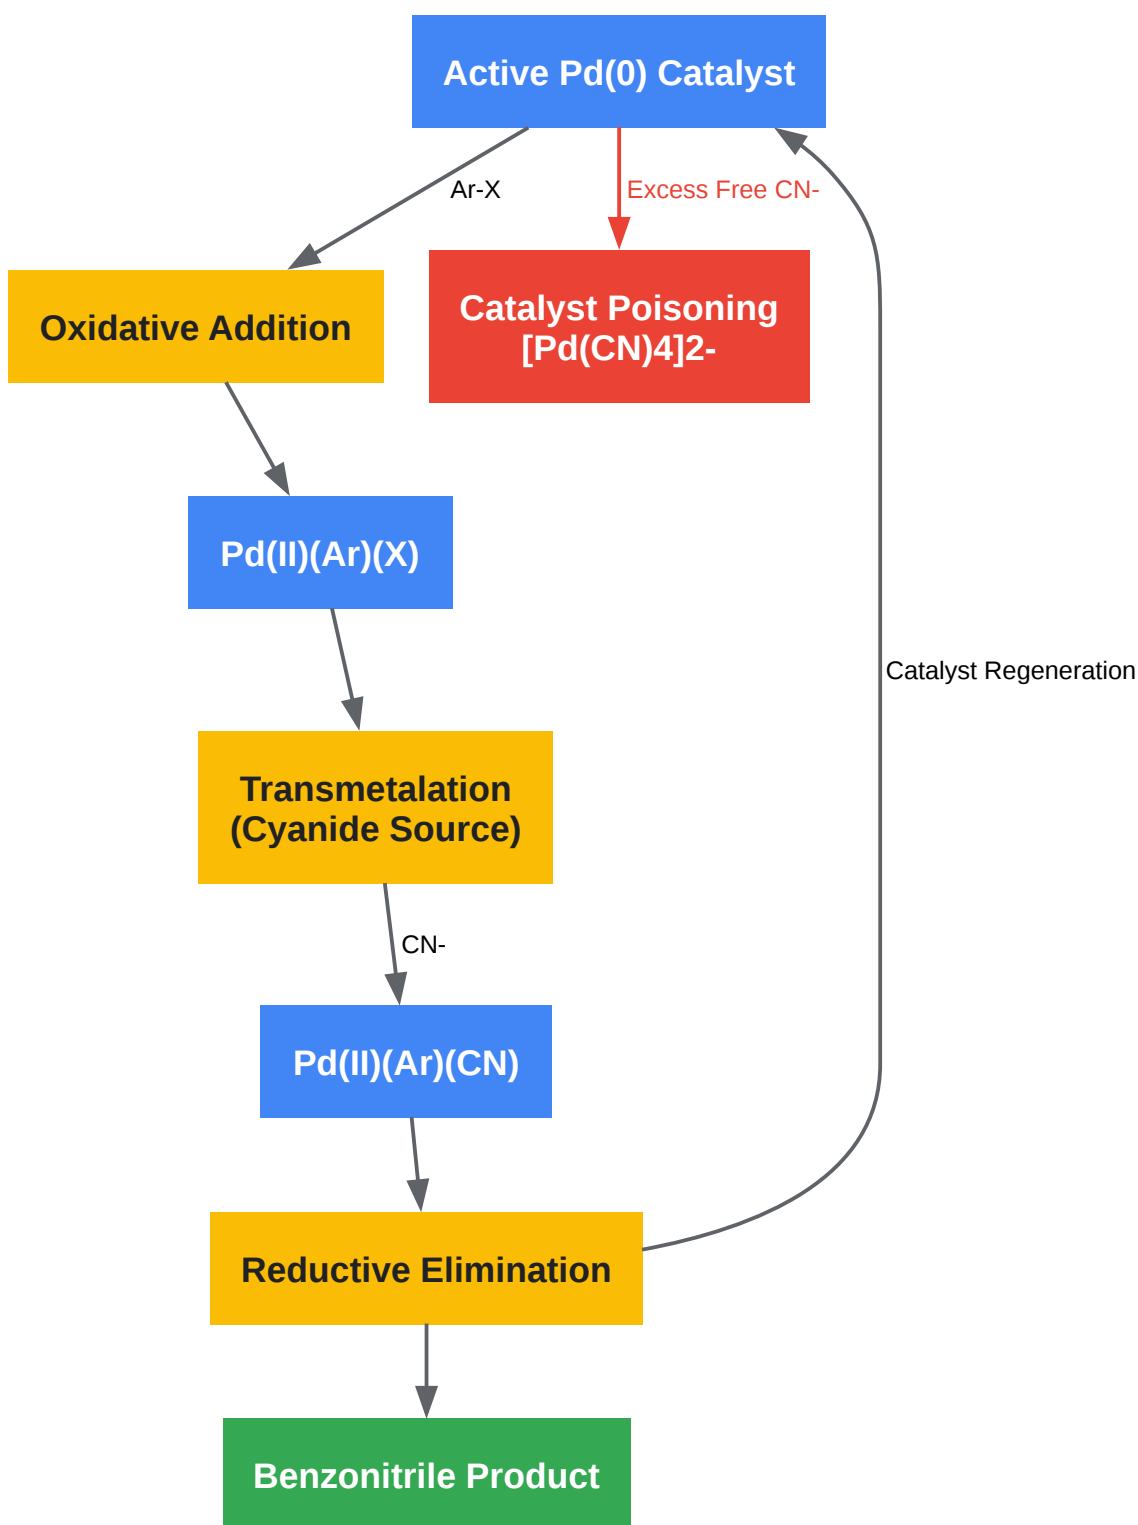 Active Pd(0) Catalyst
Ar-X
Excess Free CN-
Oxidative Addition
Catalyst Poisoning
[Pd(CN)4]2-
Pd(II)(Ar)(X)
Catalyst Regeneration
Transmetalation
(Cyanide Source)
CN-
Pd(II)(Ar)(CN)
Reductive Elimination
Benzonitrile Product